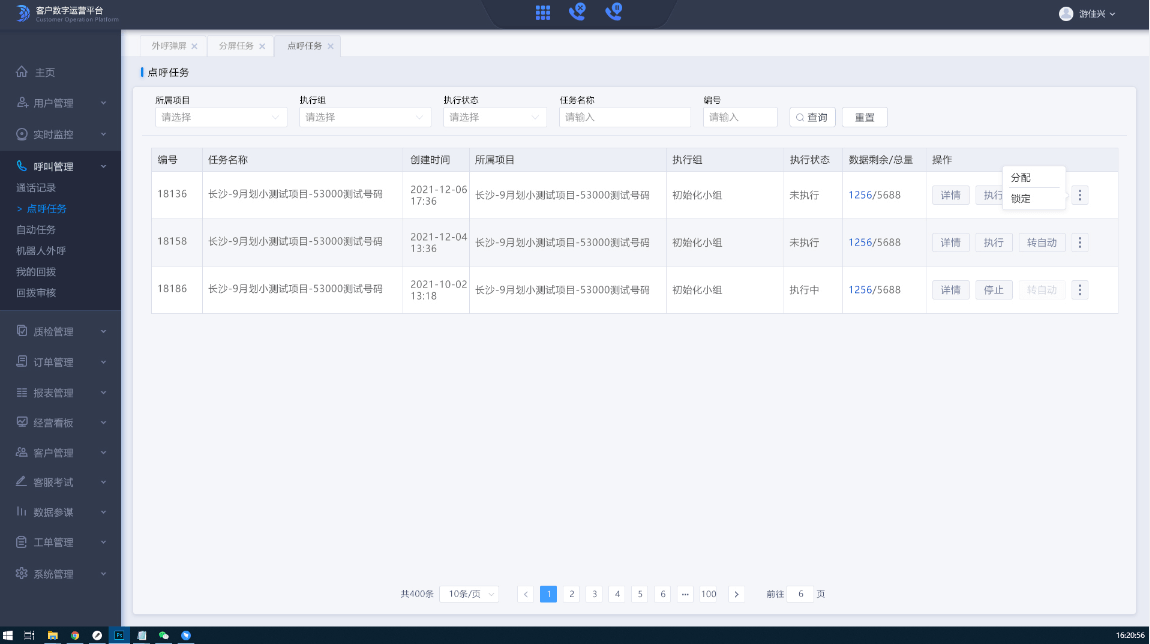 客户数字运营平台
Customer Operation Platform
游佳兴
主页
用户管理
实时监控
呼叫管理
通话记录
> 点呼任务
自动任务
机器人外呼
我的回拨
回拨审核
质检管理
订单管理
报表管理
经营看板
客户管理
客服考试
数据参谋
工单管理
系统管理
外呼弹屏 × 分屏任务 × 点呼任务 ×
点呼任务
所属项目 执行组 执行状态 任务名称 编号
请选择 请选择 请选择 请输入 请输入 查询 重置
编号 任务名称 创建时间 所属项目 执行组 执行状态 数据剩余/总量 操作
18136 长沙-9月划小测试项目-53000测试号码 2021-12-06 17:36 长沙-9月划小测试项目-53000测试号码 初始化小组 未执行 1256/5688 详情 执行
分配
锁定
18158 长沙-9月划小测试项目-53000测试号码 2021-12-04 13:36 长沙-9月划小测试项目-53000测试号码 初始化小组 未执行 1256/5688 详情 执行 转自动
18186 长沙-9月划小测试项目-53000测试号码 2021-10-02 13:18 长沙-9月划小测试项目-53000测试号码 初始化小组 执行中 1256/5688 详情 停止 转自动
共400条 10条/页 < 1 2 3 4 5 6 ··· 100 > 前往 6 页
Ps
16:20:56